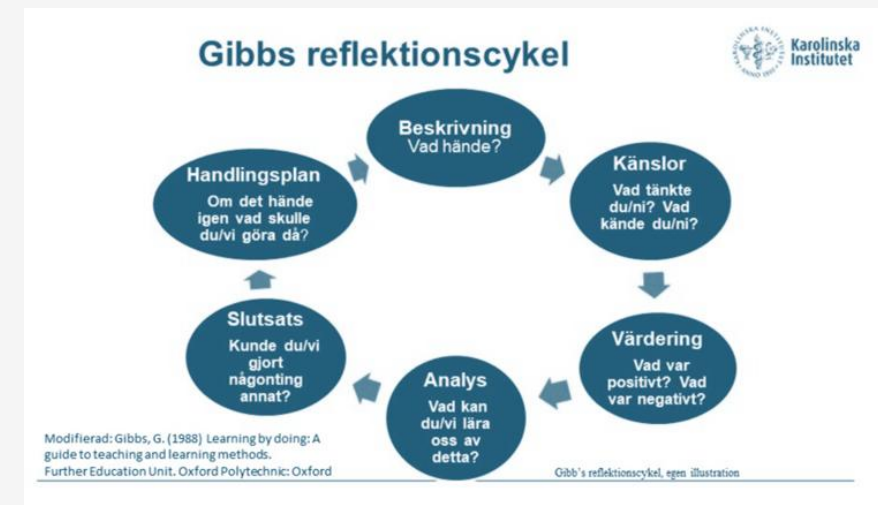 Gibbs reflektionscykel
Karolinska
Institutet
Beskrivning
Vad hände?
Känslor
Vad tänkte
du/ni? Vad
kände du/ni?
Värdering
Vad var
positivt? Vad
var negativt?
Analys
Vad kan
du/vi lära
oss av
detta?
Slutsats
Kunde du/vi
gjort
någonting
annat?
Handlingsplan
Om det hände
igen vad skulle
du/vi göra då?
Modifierad: Gibbs, G. (1988) Learning by doing: A
guide to teaching and learning methods.
Further Education Unit. Oxford Polytechnic: Oxford
Gibb`s reflektionscykel, egen illustration